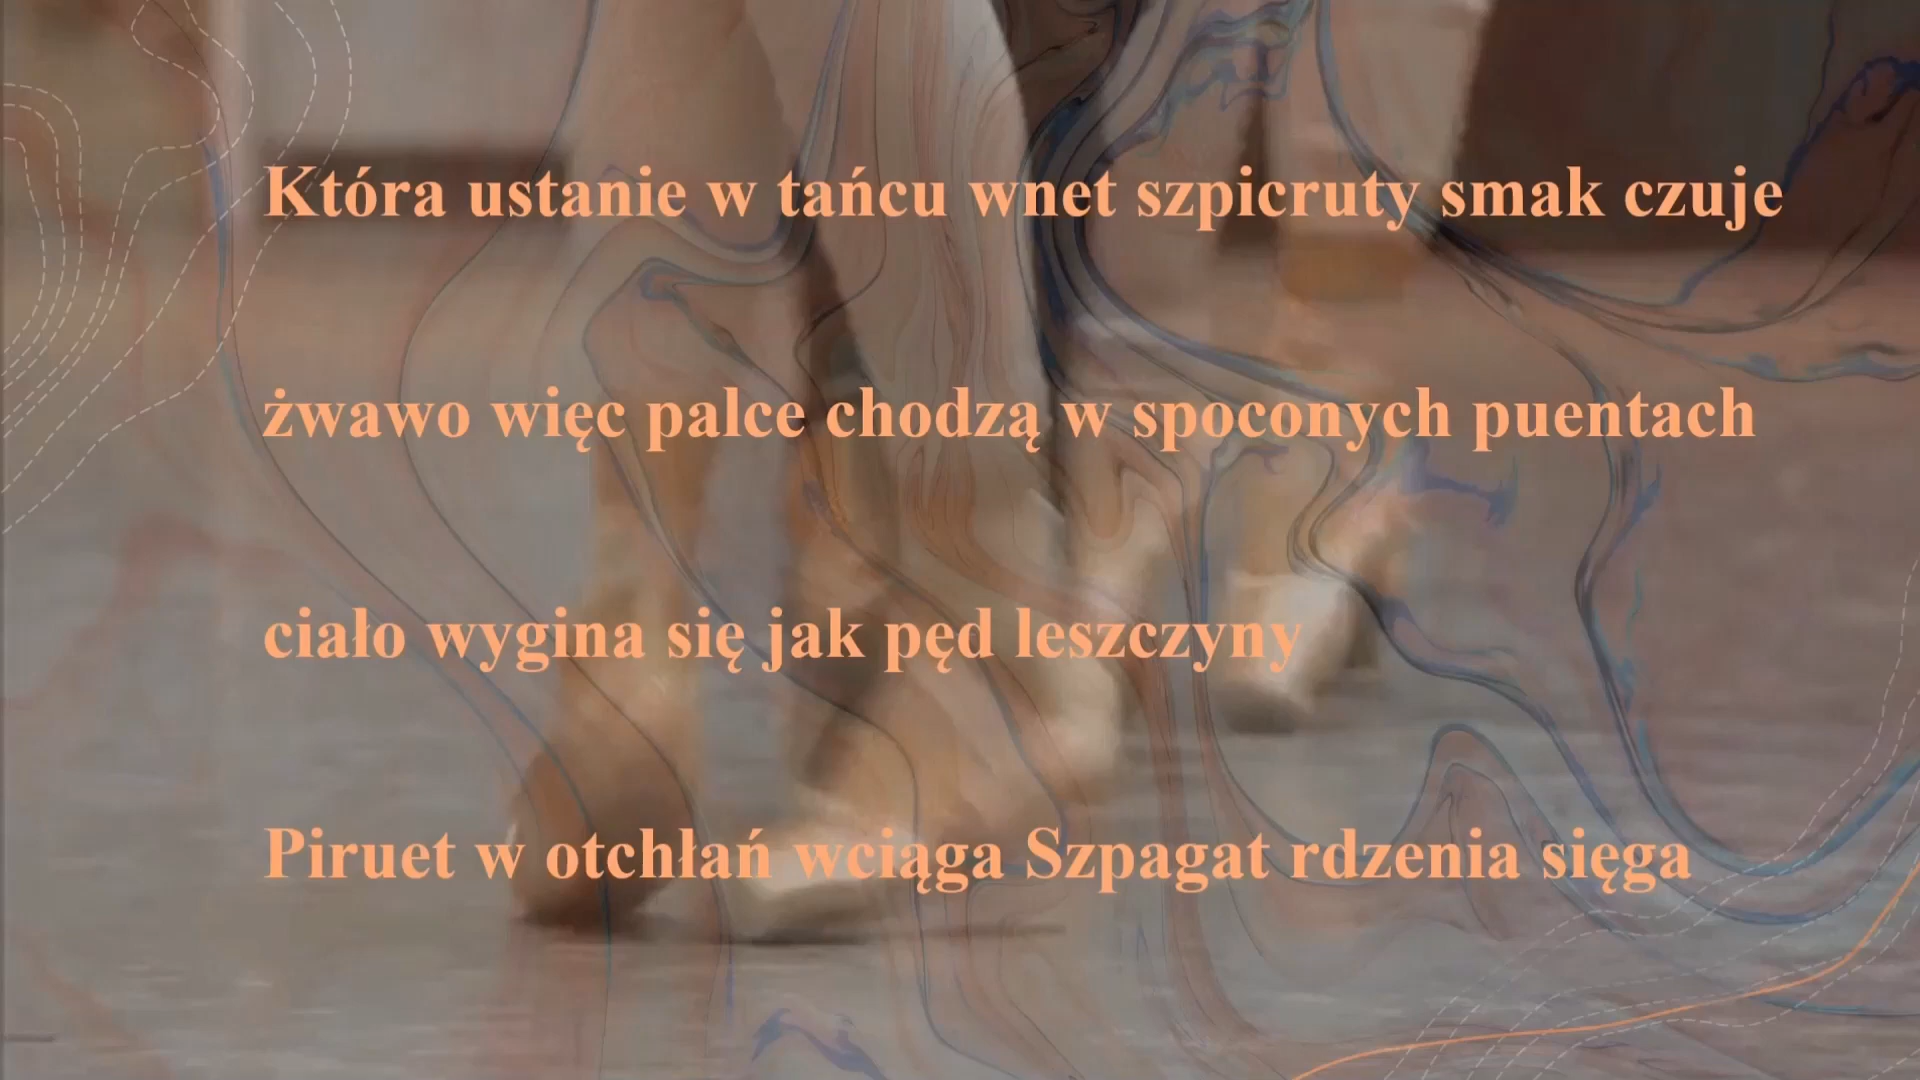 Która ustanie w tańcu wnet szpicruty smak czuje
żwawo więc palce chodzą w spoconych puentach
ciało wygina się jak pęd leszczyny
Piruet w otchłań wciąga Szpagat rdzenia sięga